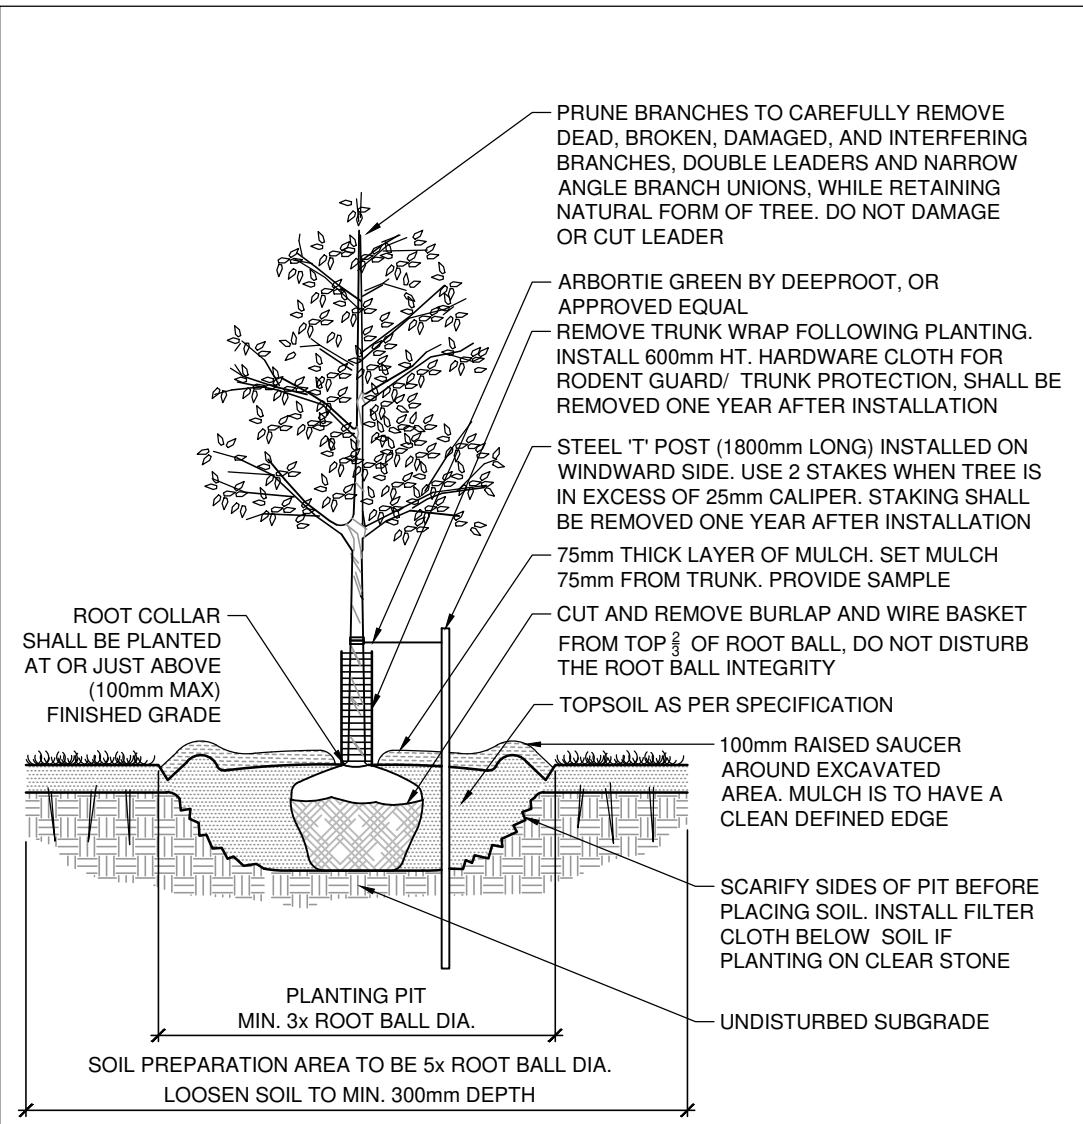 PRUNE BRANCHES TO CAREFULLY REMOVE
DEAD, BROKEN, DAMAGED, AND INTERFERING
BRANCHES, DOUBLE LEADERS AND NARROW
ANGLE BRANCH UNIONS, WHILE RETAINING
NATURAL FORM OF TREE. DO NOT DAMAGE
OR CUT LEADER
ARBORTIE GREEN BY DEEPROOT, OR
APPROVED EQUAL
REMOVE TRUNK WRAP FOLLOWING PLANTING.
INSTALL 600mm HT. HARDWARE CLOTH FOR
RODENT GUARD/ TRUNK PROTECTION, SHALL BE
REMOVED ONE YEAR AFTER INSTALLATION
STEEL 'T' POST (1800mm LONG) INSTALLED ON
WINDWARD SIDE. USE 2 STAKES WHEN TREE IS
IN EXCESS OF 25mm CALIPER. STAKING SHALL
BE REMOVED ONE YEAR AFTER INSTALLATION
75mm THICK LAYER OF MULCH. SET MULCH
75mm FROM TRUNK. PROVIDE SAMPLE
CUT AND REMOVE BURLAP AND WIRE BASKET
FROM TOP 2/3 OF ROOT BALL, DO NOT DISTURB
THE ROOT BALL INTEGRITY
ROOT COLLAR
SHALL BE PLANTED
AT OR JUST ABOVE
(100mm MAX)
FINISHED GRADE
TOPSOIL AS PER SPECIFICATION
100mm RAISED SAUCER
AROUND EXCAVATED
AREA. MULCH IS TO HAVE A
CLEAN DEFINED EDGE
SCARIFY SIDES OF PIT BEFORE
PLACING SOIL. INSTALL FILTER
CLOTH BELOW SOIL IF
PLANTING ON CLEAR STONE
UNDISTURBED SUBGRADE
PLANTING PIT
MIN. 3x ROOT BALL DIA.
SOIL PREPARATION AREA TO BE 5x ROOT BALL DIA.
LOOSEN SOIL TO MIN. 300mm DEPTH